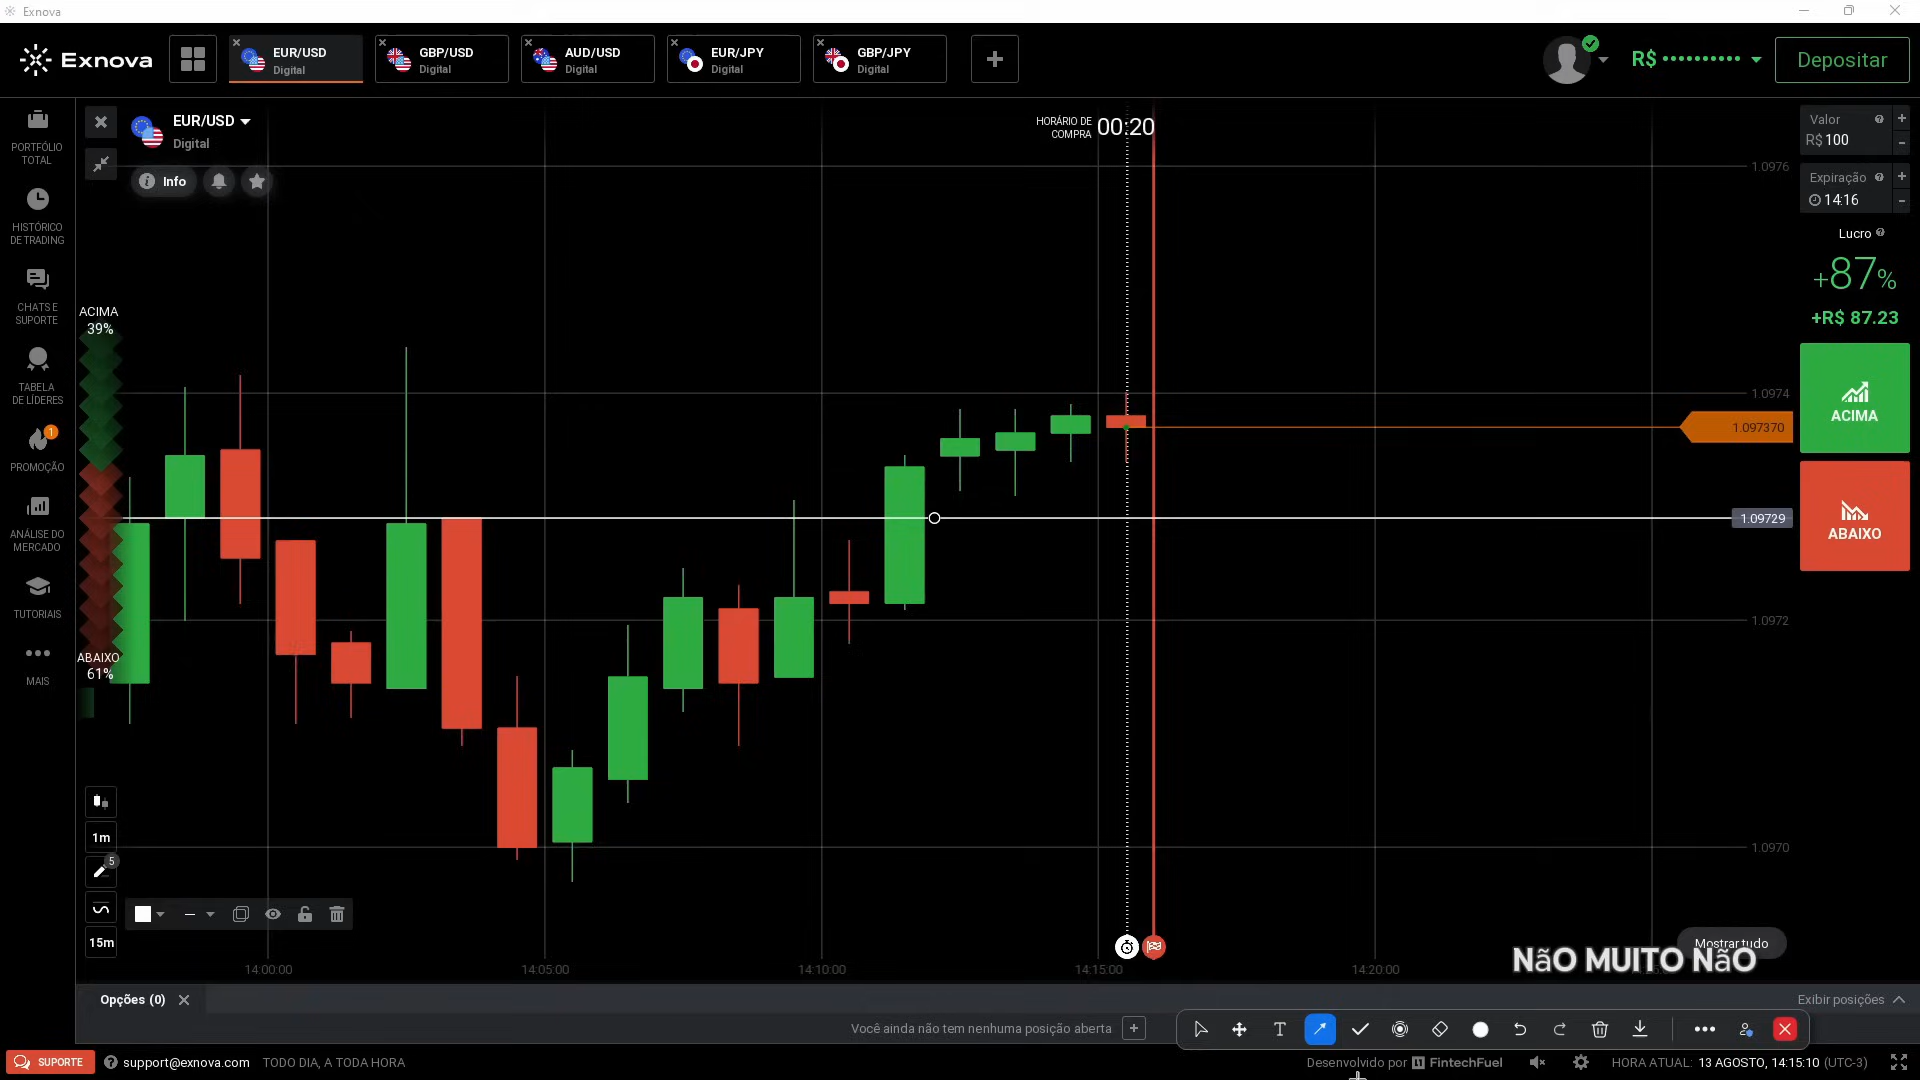 Exnova
Exnova
EUR/USD
Digital
GBP/USD
Digital
AUD/USD
Digital
EUR/JPY
Digital
GBP/JPY
Digital
R$ ••••••••••
Depositar
PORTFÓLIO
TOTAL
HISTÓRICO
DE TRADING
CHATS E
SUPORTE
TABELA
DE LÍDERES
1
PROMOÇÃO
ANÁLISE DO
MERCADO
TUTORIAIS
MAIS
EUR/USD
Digital
Info
HORÁRIO DE
COMPRA
00:20
ACIMA
39%
ABAIXO
61%
1.0976
1.0974
1.097370
1.09729
1.0972
1.0970
Valor
R$ 100
Expiração
14:16
Lucro
+87%
+R$ 87.23
ACIMA
ABAIXO
1m
5
15m
14:00:00
14:05:00
14:10:00
14:15:00
14:20:00
Mostrar tudo
NãO MUITO NãO
Opções (0)
Exibir posições
Você ainda não tem nenhuma posição aberta
T
SUPORTE
support@exnova.com
TODO DIA, A TODA HORA
Desenvolvido por FintechFuel
HORA ATUAL: 13 AGOSTO, 14:15:10 (UTC-3)